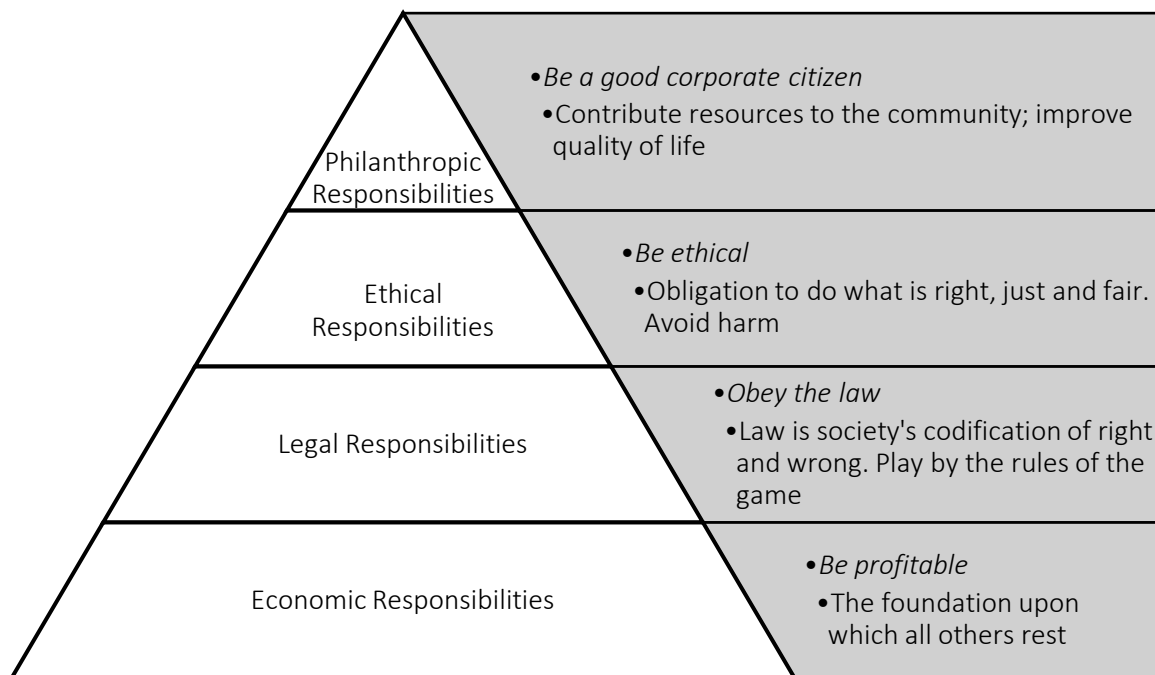 •Be a good corporate citizen
•Contribute resources to the community; improve
quality of life
Philanthropic
Responsibilities
•Be ethical
•Obligation to do what is right, just and fair.
Avoid harm
Ethical
Responsibilities
•Obey the law
•Law is society's codification of right
and wrong. Play by the rules of the
game
Legal Responsibilities
•Be profitable
•The foundation upon
which all others rest
Economic Responsibilities